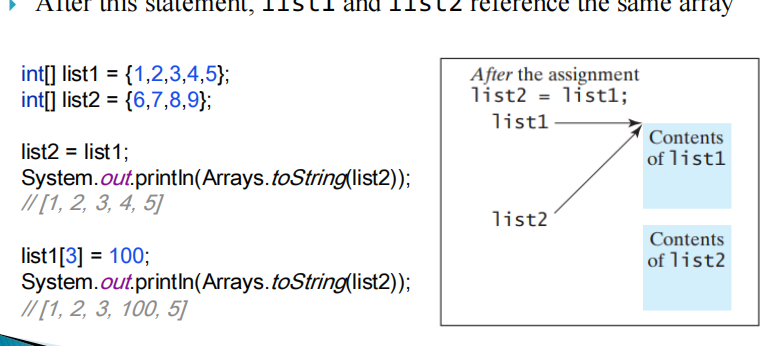 After this statement, list1 and list2 reference the same array
int[] list1 = {1,2,3,4,5};
int[] list2 = {6,7,8,9};
list2 = list1;
System.out.println(Arrays.toString(list2));
// [1, 2, 3, 4, 5]
list1[3] = 100;
System.out.println(Arrays.toString(list2));
// [1, 2, 3, 100, 5]
After the assignment
list2 = list1;
list1
Contents
of list1
list2
Contents
of list2